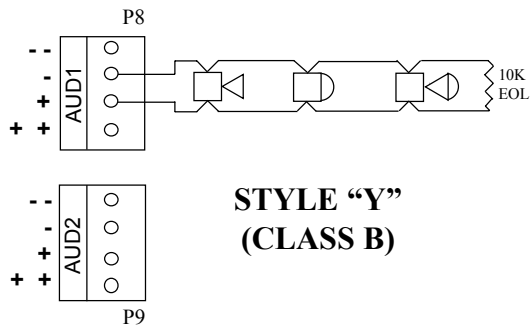 P8
- -
-
+
+ +
AUD1
10K
EOL
- -
-
+
+ +
AUD2
P9
STYLE “Y”
(CLASS B)